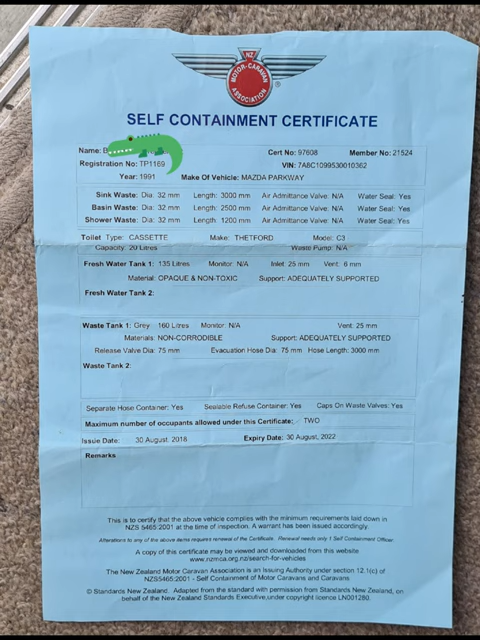 NZ
MOTOR-CARAVAN
ASSOCIATION
®
SELF CONTAINMENT CERTIFICATE
Name: B
Cert No: 97608 Member No: 21524
Registration No: TP1169 VIN: 7A8C1099530010362
Year: 1991 Make Of Vehicle: MAZDA PARKWAY
Sink Waste: Dia: 32 mm Length: 3000 mm Air Admittance Valve: N/A Water Seal: Yes
Basin Waste: Dia: 32 mm Length: 2500 mm Air Admittance Valve: N/A Water Seal: Yes
Shower Waste: Dia: 32 mm Length: 1200 mm Air Admittance Valve: N/A Water Seal: Yes
Toilet Type: CASSETTE Make: THETFORD Model: C3
Capacity: 20 Litres Waste Pump: N/A
Fresh Water Tank 1: 135 Litres Monitor: N/A Inlet: 25 mm Vent: 6 mm
Material: OPAQUE & NON-TOXIC Support: ADEQUATELY SUPPORTED
Fresh Water Tank 2:
Waste Tank 1: Grey 160 Litres Monitor: N/A Vent: 25 mm
Materials: NON-CORRODIBLE Support: ADEQUATELY SUPPORTED
Release Valve Dia: 75 mm Evacuation Hose Dia: 75 mm Hose Length: 3000 mm
Waste Tank 2:
Separate Hose Container: Yes Sealable Refuse Container: Yes Caps On Waste Valves: Yes
Maximum number of occupants allowed under this Certificate: TWO
Issue Date: 30 August, 2018 Expiry Date: 30 August, 2022
Remarks
This is to certify that the above vehicle complies with the minimum requirements laid down in
NZS 5465:2001 at the time of inspection. A warrant has been issued accordingly.
Alterations to any of the above items requires renewal of the Certificate. Renewal needs only 1 Self Containment Officer.
A copy of this certificate may be viewed and downloaded from this website
www.nzmca.org.nz/search-for-vehicles
The New Zealand Motor Caravan Association is an Issuing Authority under section 12.1(c) of
NZS5465:2001 - Self Containment of Motor Caravans and Caravans
© Standards New Zealand. Adapted from the standard with permission from Standards New Zealand, on
behalf of the New Zealand Standards Executive,under copyright licence LN001280.